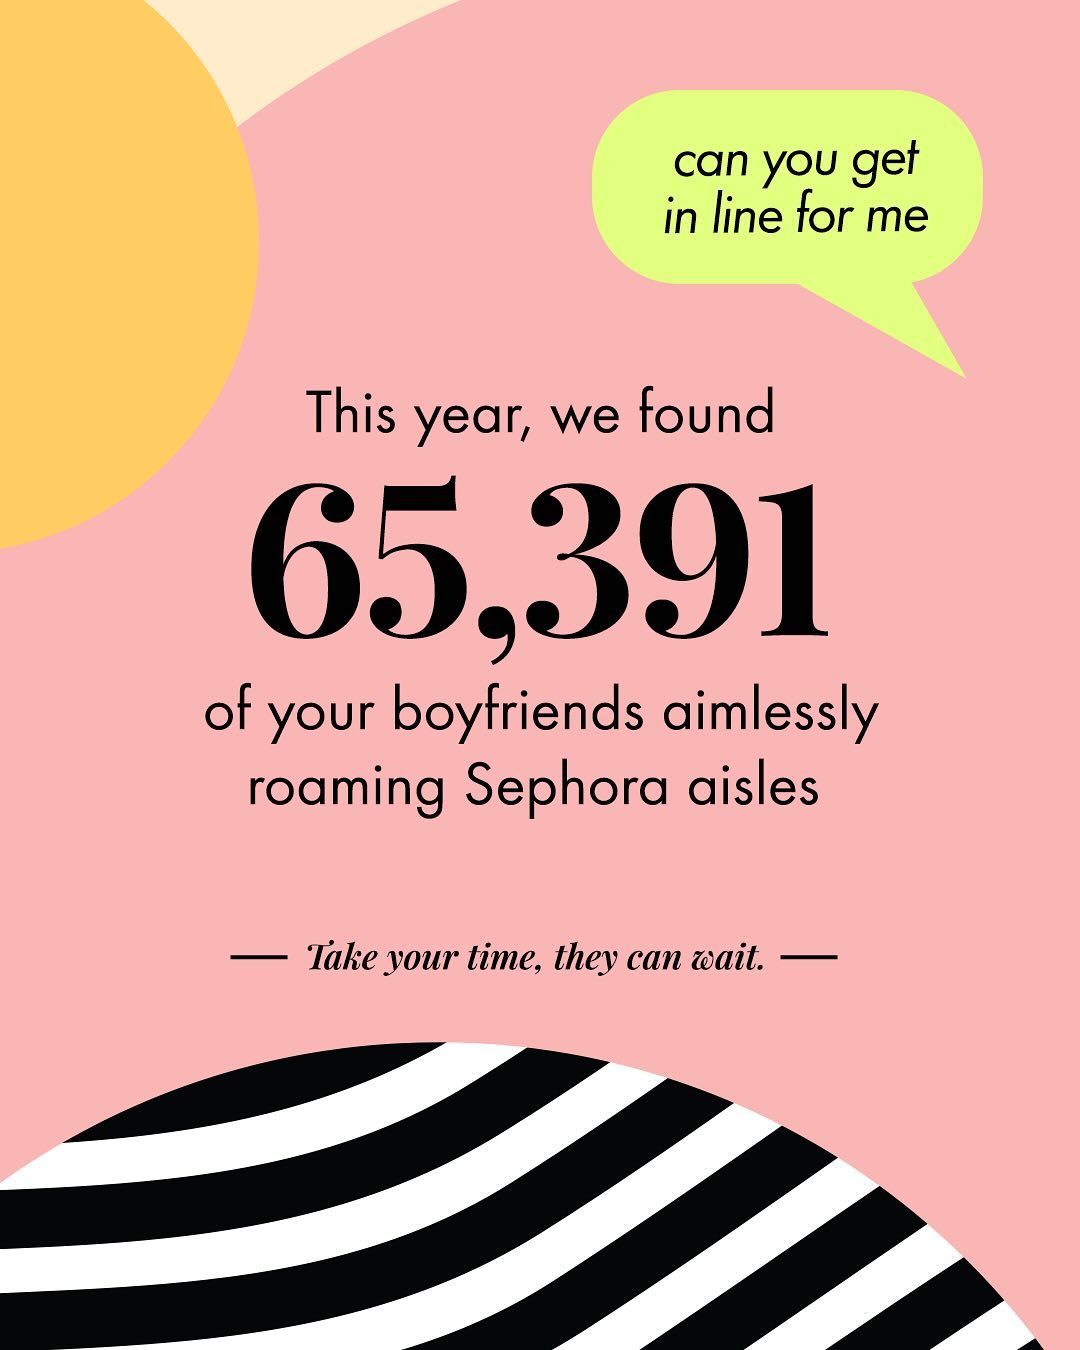 can you get
in line for me
This year, we found
65,391
of your boyfriends aimlessly
roaming Sephora aisles
Take your time, they can wait.